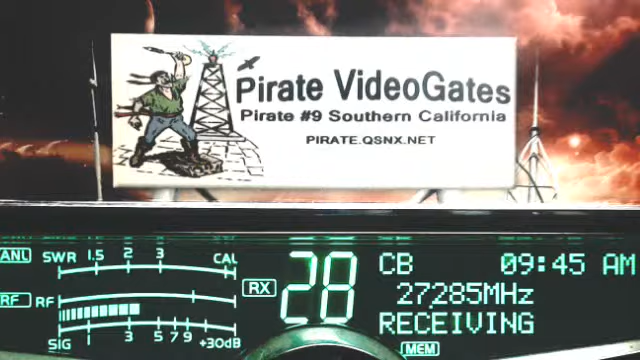 Pirate VideoGates
Pirate #9 Southern California
PIRATE.QSNX.NET
ANL SWR 1.5 2 3 CAL
RX 28 CB 09:45 AM
RF RF 27285MHz
SIG 1 3 5 7 9 +30dB RECEIVING
MEM